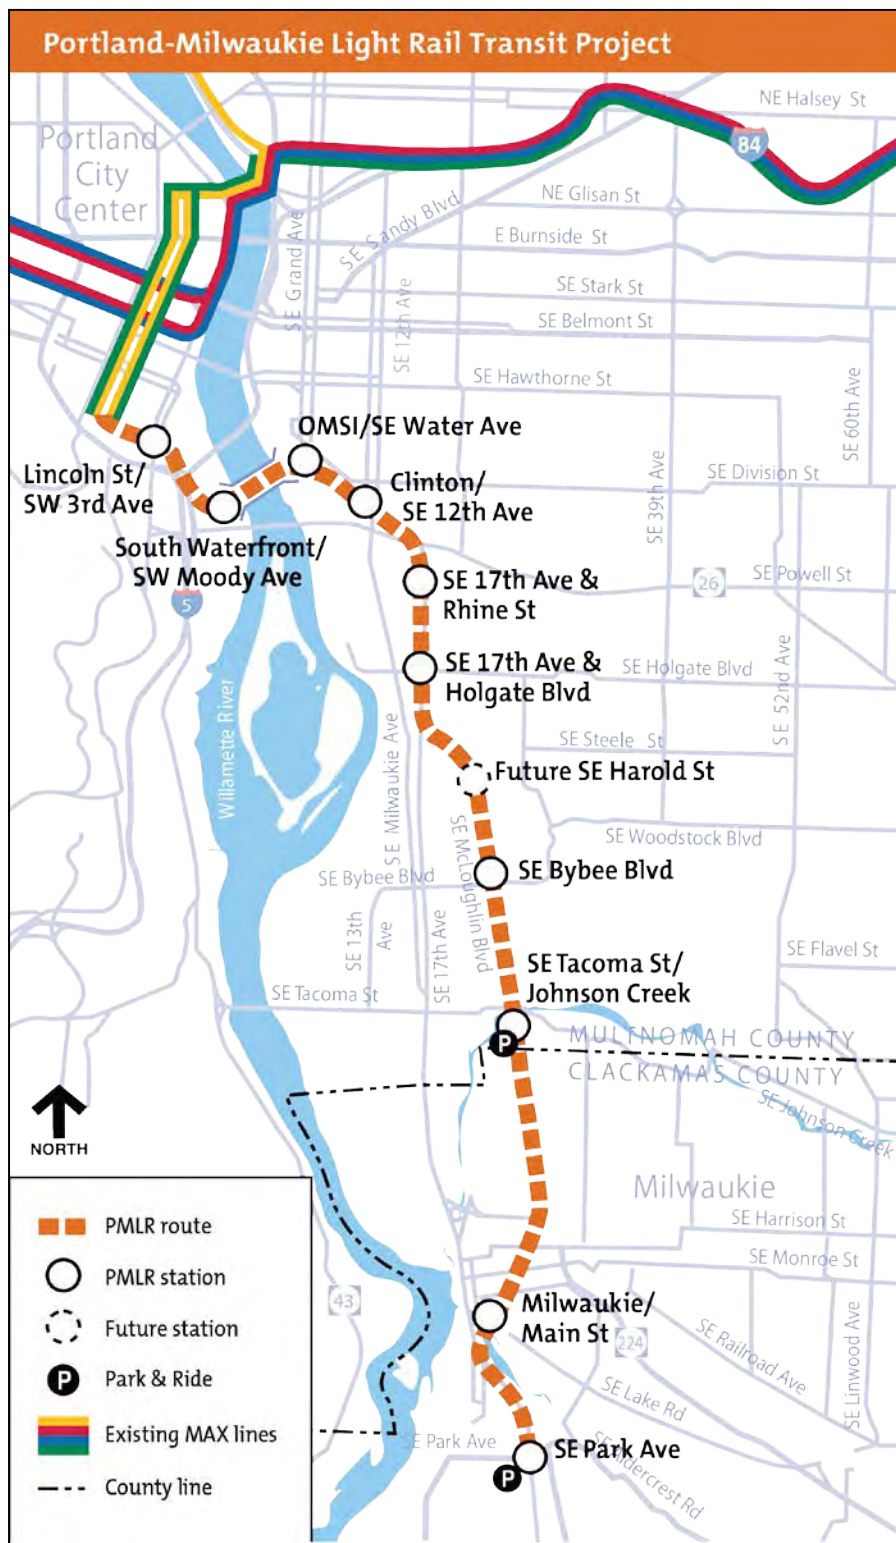 Portland-Milwaukie Light Rail Transit Project
NE Halsey St
Portland
City
Center
84
NE Glisan St
SE Sandy Blvd
E Burnside St
SE Grand Ave
SE Stark St
SE 12th Ave
SE Belmont St
SE Hawthorne St
SE 60th Ave
OMSI/SE Water Ave
Lincoln St/
SW 3rd Ave
SE 39th Ave
SE Division St
Clinton/
SE 12th Ave
South Waterfront/
SW Moody Ave
5
SE 17th Ave &
Rhine St
26
SE Powell St
SE 17th Ave &
Holgate Blvd
SE Holgate Blvd
SE 52nd Ave
Willamette River
SE Milwaukie Ave
SE Steele St
Future SE Harold St
SE McLoughlin Blvd
SE Woodstock Blvd
SE Bybee Blvd
SE Bybee Blvd
SE 13th
Ave
SE 17th Ave
SE Flavel St
SE Tacoma St/
Johnson Creek
SE Tacoma St
P
MULTNOMAH COUNTY
CLACKAMAS COUNTY
SE Johnson Creek
NORTH
Milwaukie
SE Harrison St
SE Monroe St
43
Milwaukie/
Main St
224
SE Railroad Ave
SE Linwood Ave
SE Lake Rd
SE Park Ave
SE Park Ave
P
SE Aldercrest Rd
PMLR route
PMLR station
Future station
P
Park & Ride
Existing MAX lines
County line